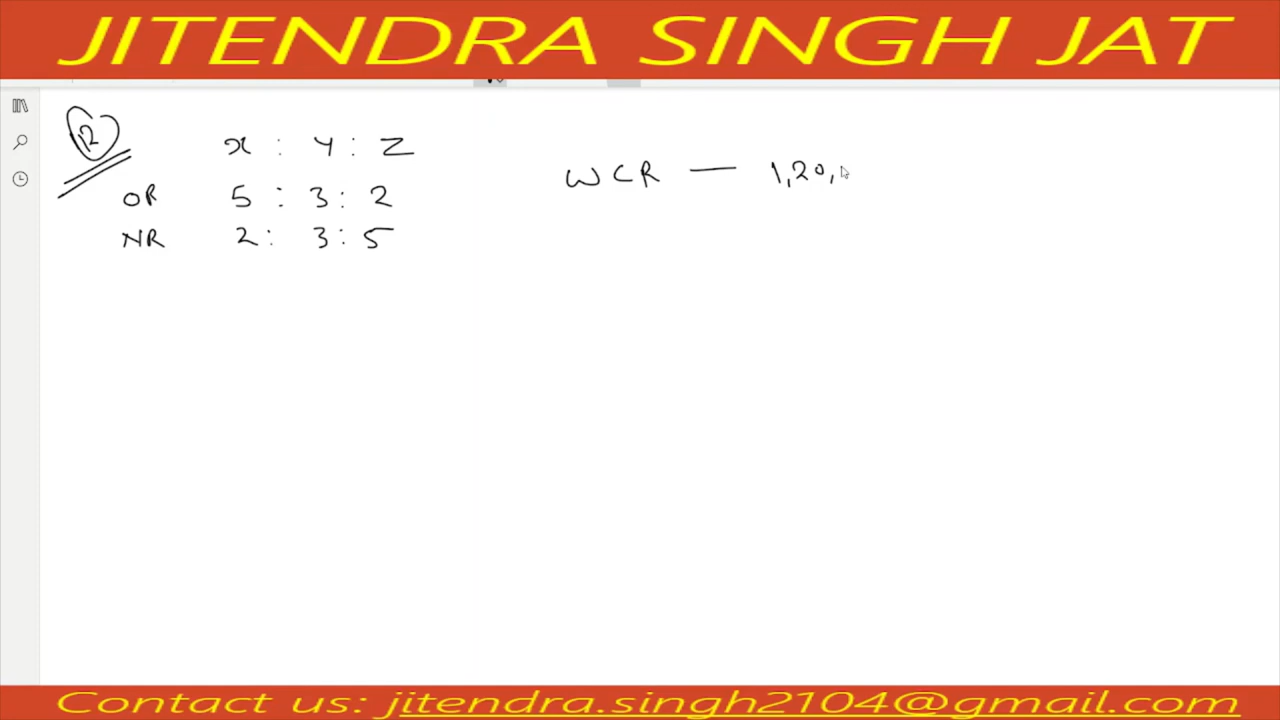 JITENDRA SINGH JAT
12
x : Y : Z
OR 5 : 3 : 2
NR 2 : 3 : 5
WCR — 1,20,
Contact us: jitendra.singh2104@gmail.com